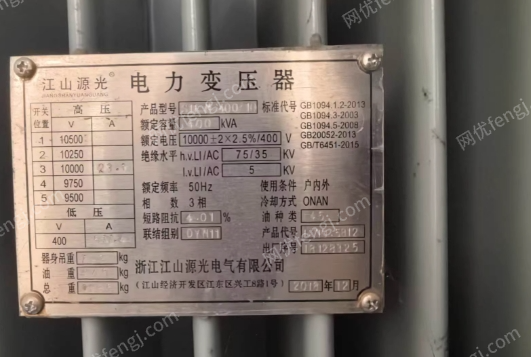 网优二手网
www.ufengj.com
江山源光® 电力变压器
JIANGSHANYUANGUANG
开关位置 高压
V A
1 10500
2 10250
3 10000
4 9750
5 9500
低压
V A
400
器身吊重 kg
油重 kg
总重 kg
产品型号 标准代号 GB1094.1.2-2013
GB1094.3-2003
额定容量 kVA GB1094.5-2008
额定电压 10000±2×2.5%/400 V GB20052-2013
绝缘水平 h.v.LI/AC 75/35 KV GB/T6451-2015
l.v.LI/AC 5 KV
额定频率 50Hz 使用条件 户内外
相数 3相 冷却方式 ONAN
短路阻抗 4.01 % 油种类
联结组别 DYN11 产品代号
出厂序号
浙江江山源光电气有限公司
(江山经济开发区江东区兴工8路1号) 年12月